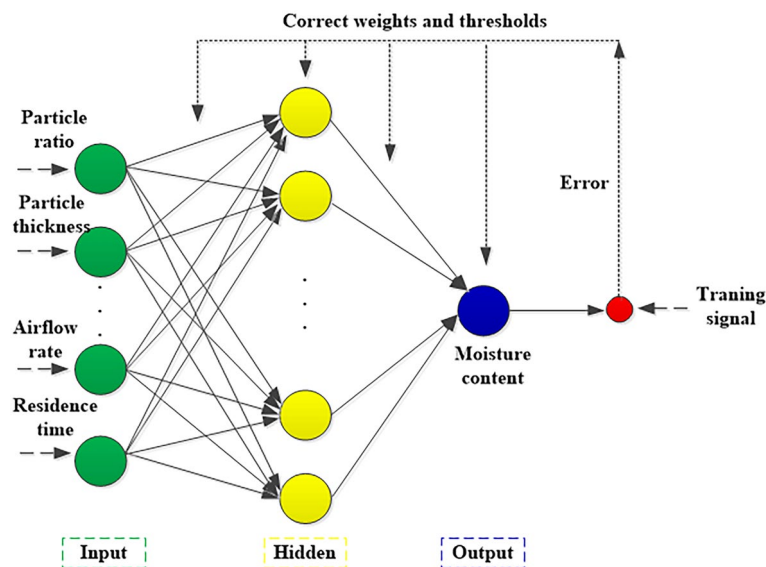 Correct weights and thresholds
Particle
ratio
Particle
thickness
Airflow
rate
Residence
time
Error
Traning
signal
Moisture
content
Input
Hidden
Output